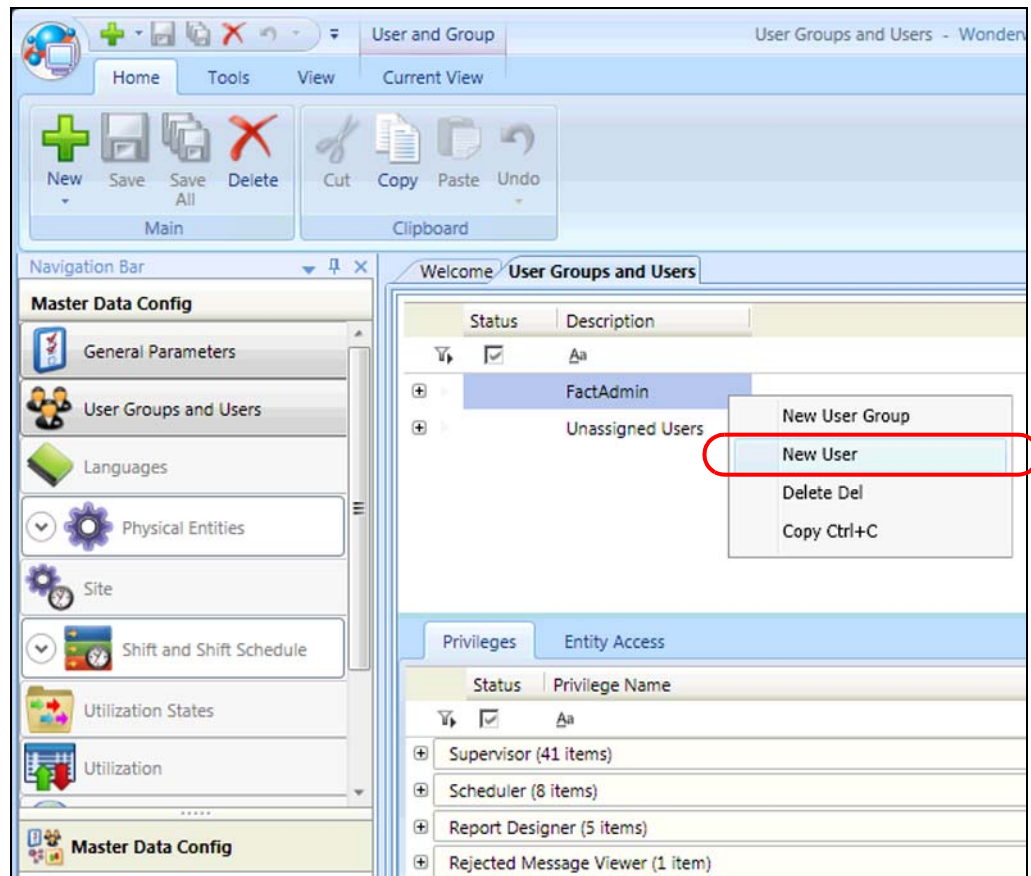 User and Group
User Groups and Users - Wonderw
Home Tools View Current View
New Save Save All Delete Cut Copy Paste Undo
Main Clipboard
Navigation Bar
Master Data Config
General Parameters
User Groups and Users
Languages
Physical Entities
Site
Shift and Shift Schedule
Utilization States
Utilization
Master Data Config
Welcome User Groups and Users
Status Description
Aa
FactAdmin
Unassigned Users
New User Group
New User
Delete Del
Copy Ctrl+C
Privileges Entity Access
Status Privilege Name
Aa
Supervisor (41 items)
Scheduler (8 items)
Report Designer (5 items)
Rejected Message Viewer (1 item)